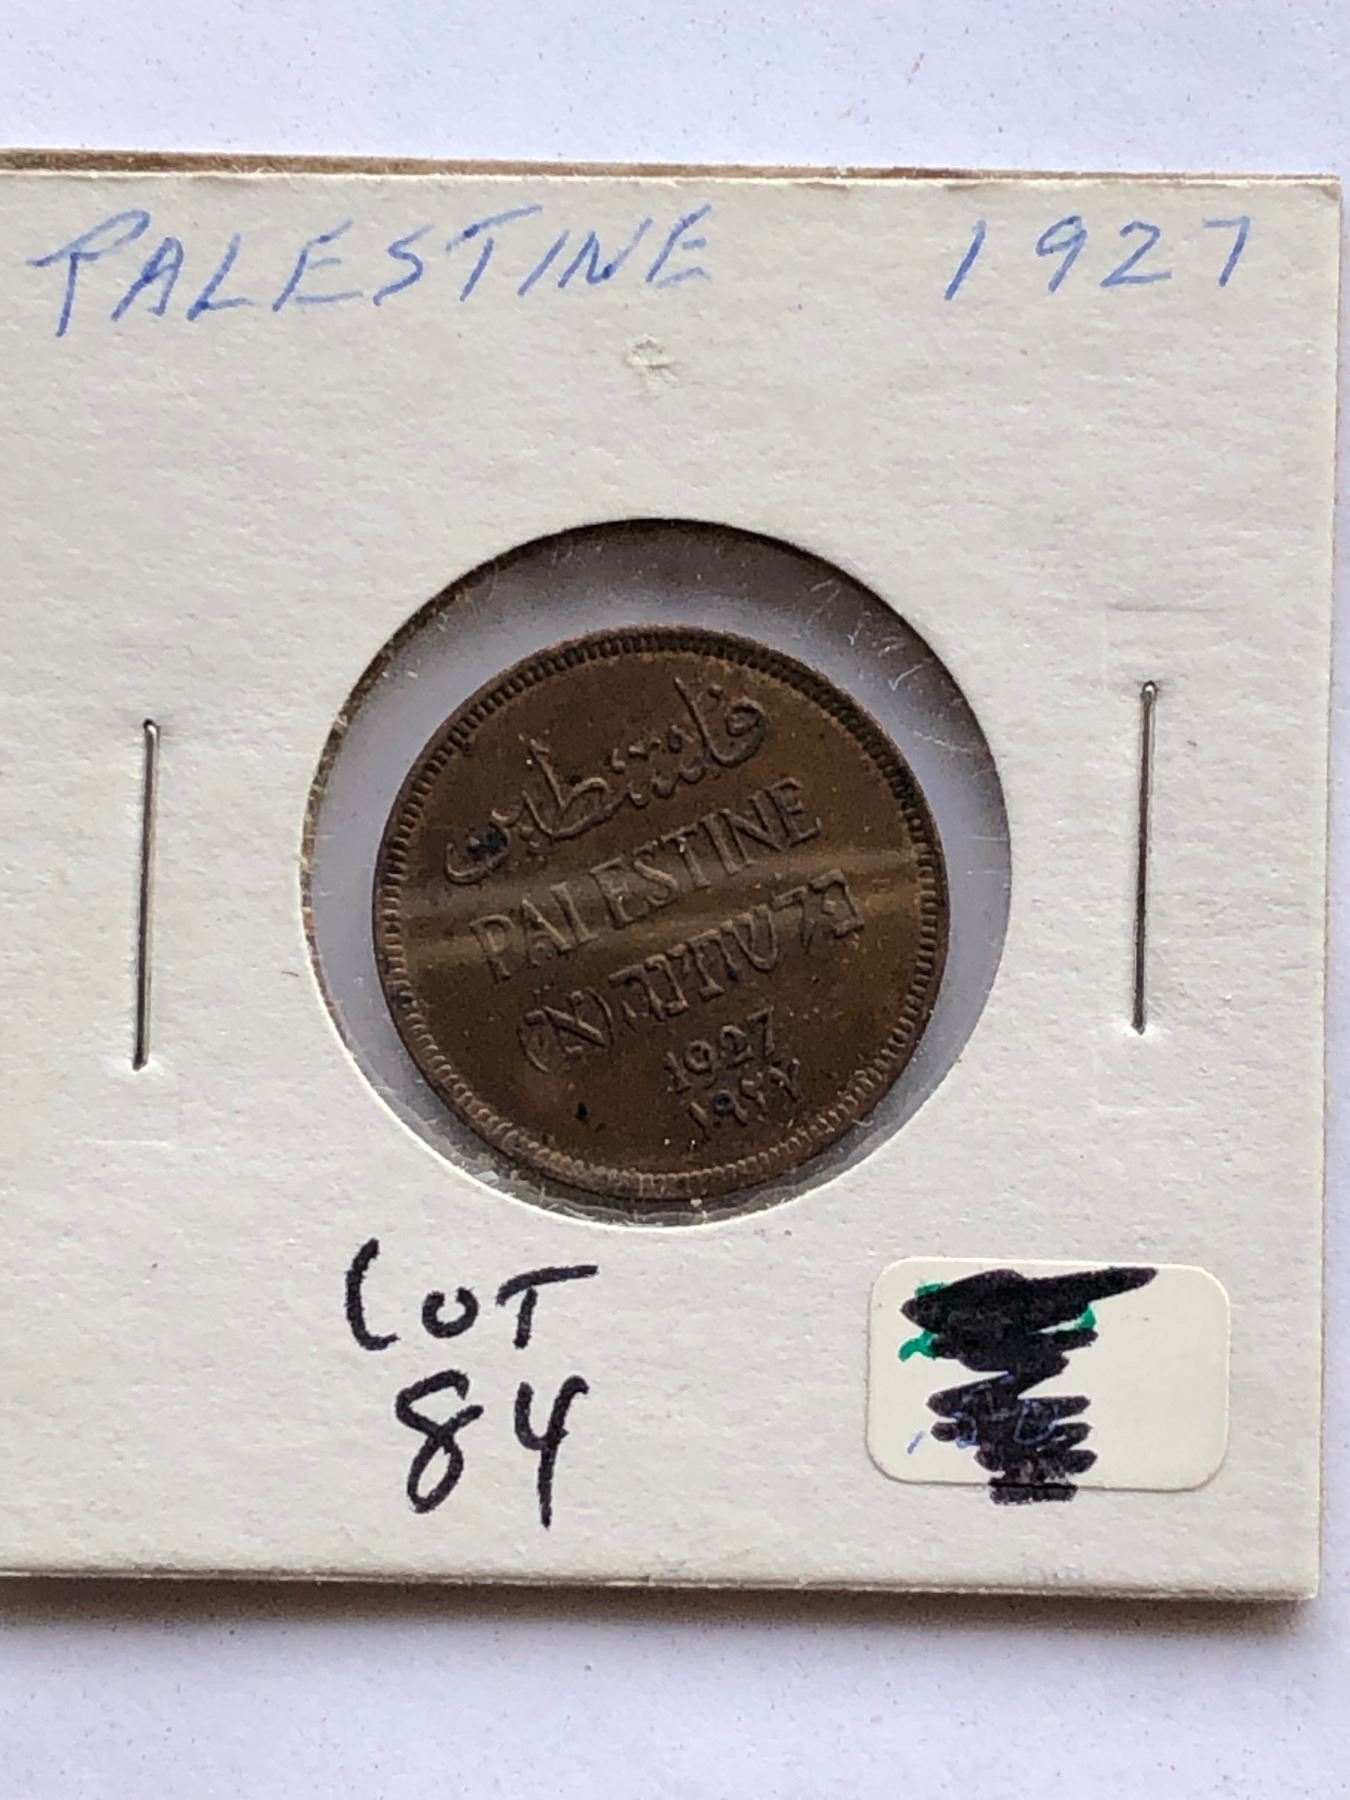 PALESTINE 1927
فلسطين
PALESTINE
פלשתינה (א״י)
1927
١٩٢٧
LOT
84